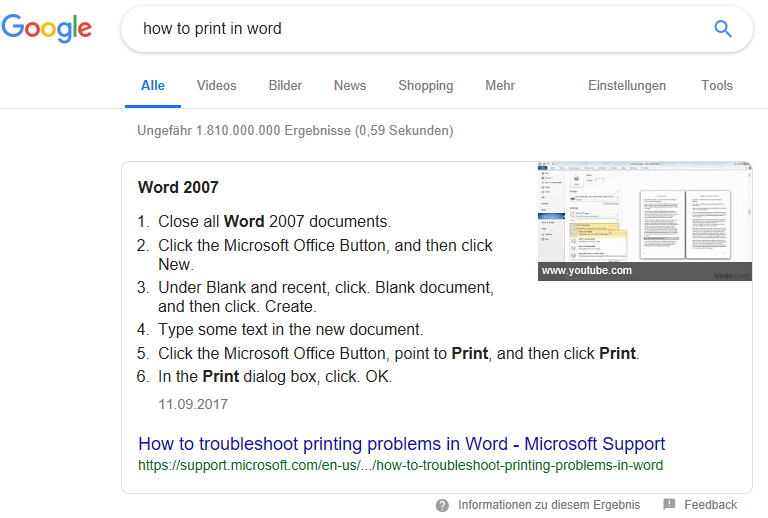 Google
how to print in word
Alle Videos Bilder News Shopping Mehr Einstellungen Tools
Ungefähr 1.810.000.000 Ergebnisse (0,59 Sekunden)
Word 2007
1. Close all Word 2007 documents.
2. Click the Microsoft Office Button, and then click
New.
3. Under Blank and recent, click. Blank document,
and then click. Create.
4. Type some text in the new document.
5. Click the Microsoft Office Button, point to Print, and then click Print.
6. In the Print dialog box, click. OK.
11.09.2017
www.youtube.com
How to troubleshoot printing problems in Word - Microsoft Support
https://support.microsoft.com/en-us/.../how-to-troubleshoot-printing-problems-in-word
Informationen zu diesem Ergebnis Feedback